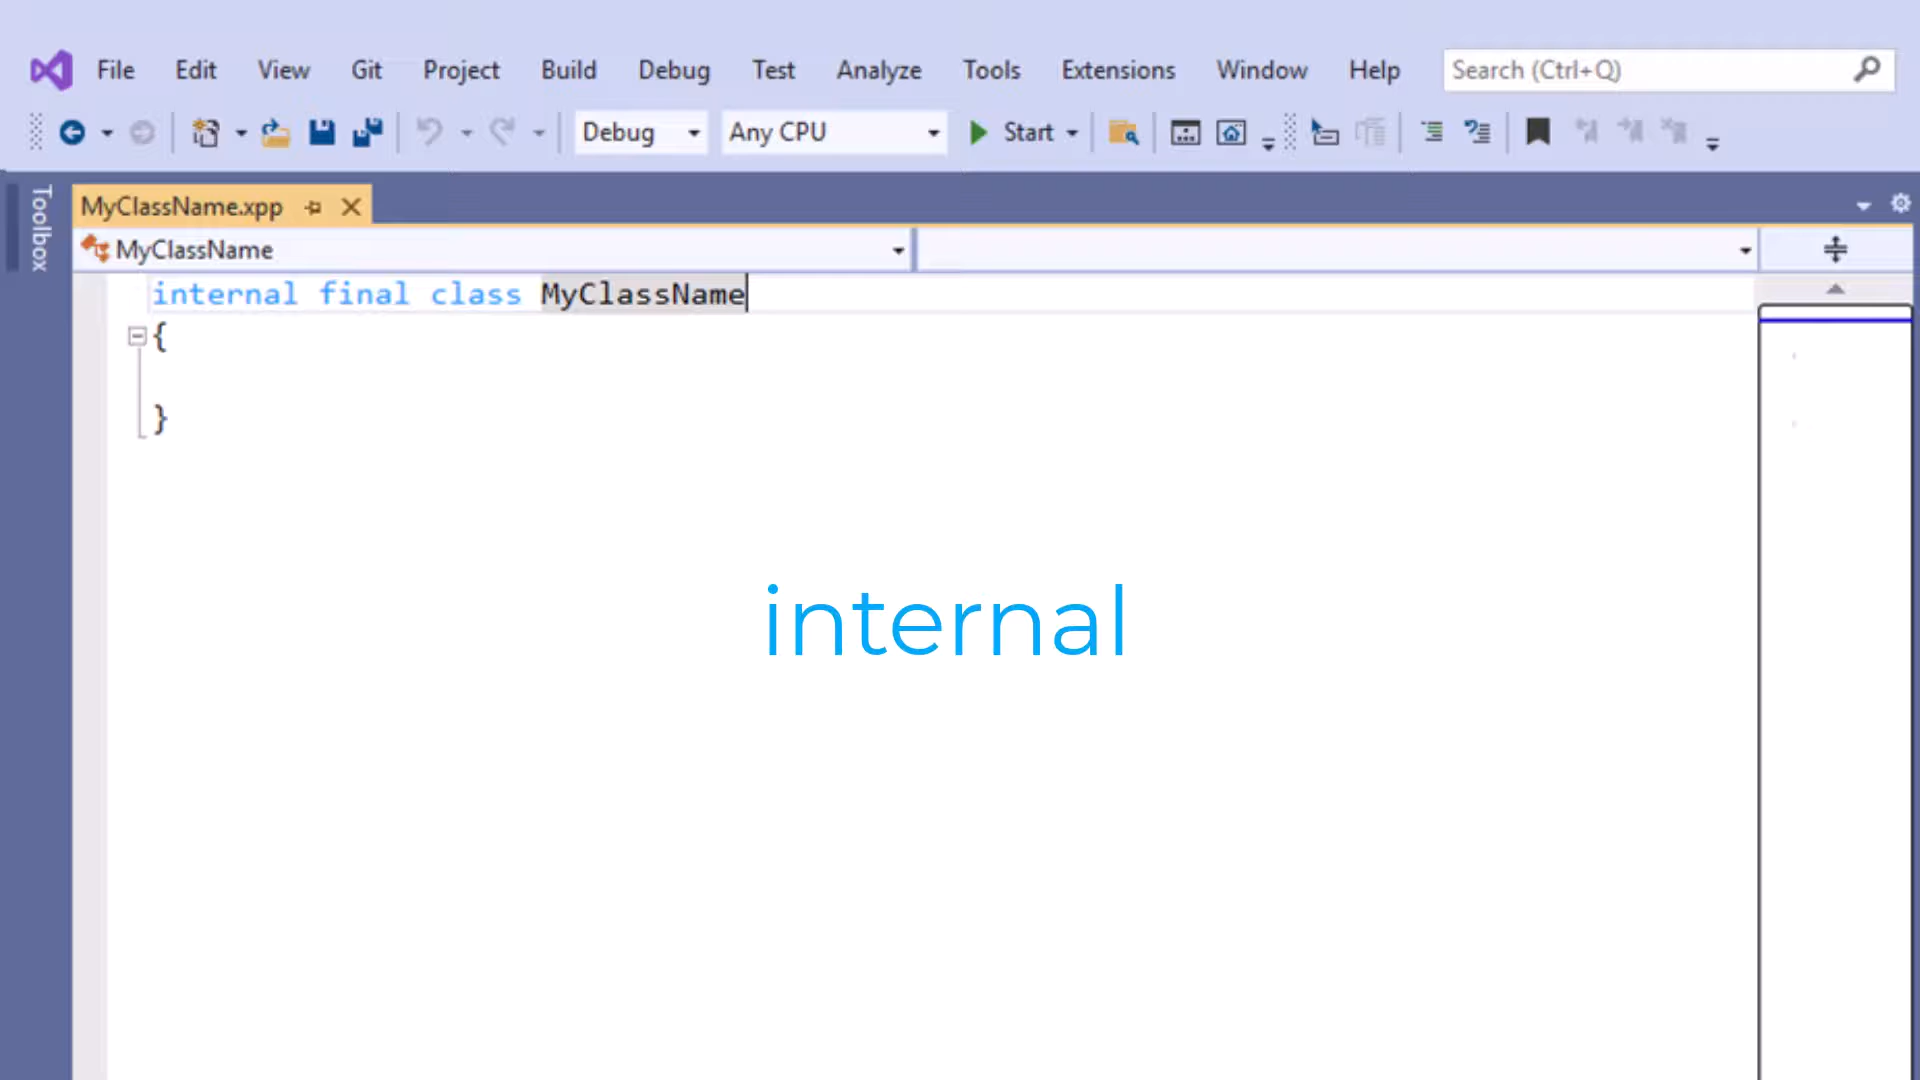 File Edit View Git Project Build Debug Test Analyze Tools Extensions Window Help Search (Ctrl+Q)
Debug Any CPU Start
Toolbox
MyClassName.xpp
MyClassName
internal final class MyClassName
{
}
internal